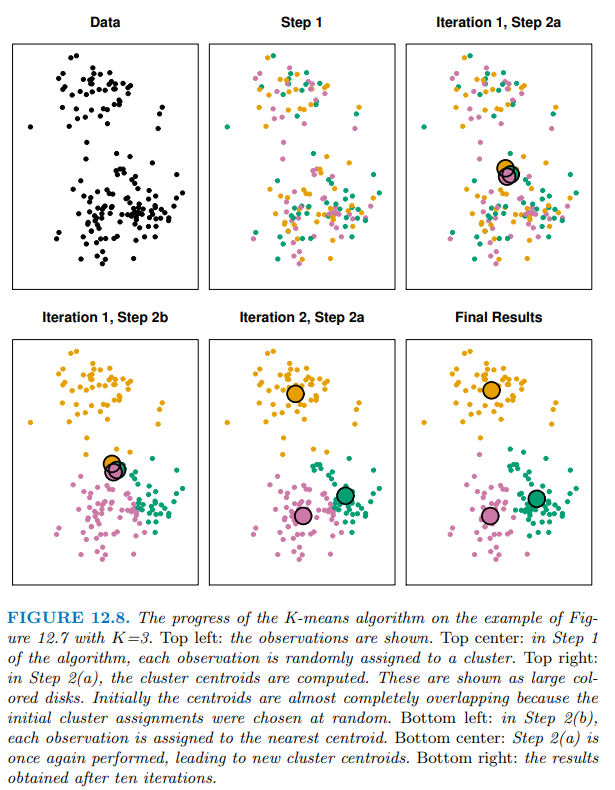 Data
Step 1
Iteration 1, Step 2a
Iteration 1, Step 2b
Iteration 2, Step 2a
Final Results
FIGURE 12.8. The progress of the K-means algorithm on the example of Fig-
ure 12.7 with K=3. Top left: the observations are shown. Top center: in Step 1
of the algorithm, each observation is randomly assigned to a cluster. Top right:
in Step 2(a), the cluster centroids are computed. These are shown as large col-
ored disks. Initially the centroids are almost completely overlapping because the
initial cluster assignments were chosen at random. Bottom left: in Step 2(b),
each observation is assigned to the nearest centroid. Bottom center: Step 2(a) is
once again performed, leading to new cluster centroids. Bottom right: the results
obtained after ten iterations.